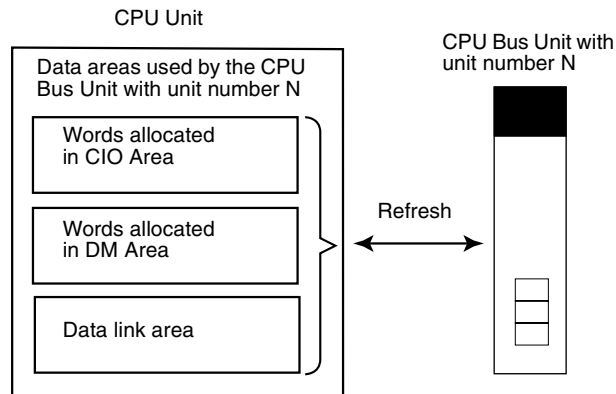 CPU Unit
Data areas used by the CPU
Bus Unit with unit number N
Words allocated
in CIO Area
Words allocated
in DM Area
Data link area
Refresh
CPU Bus Unit with
unit number N